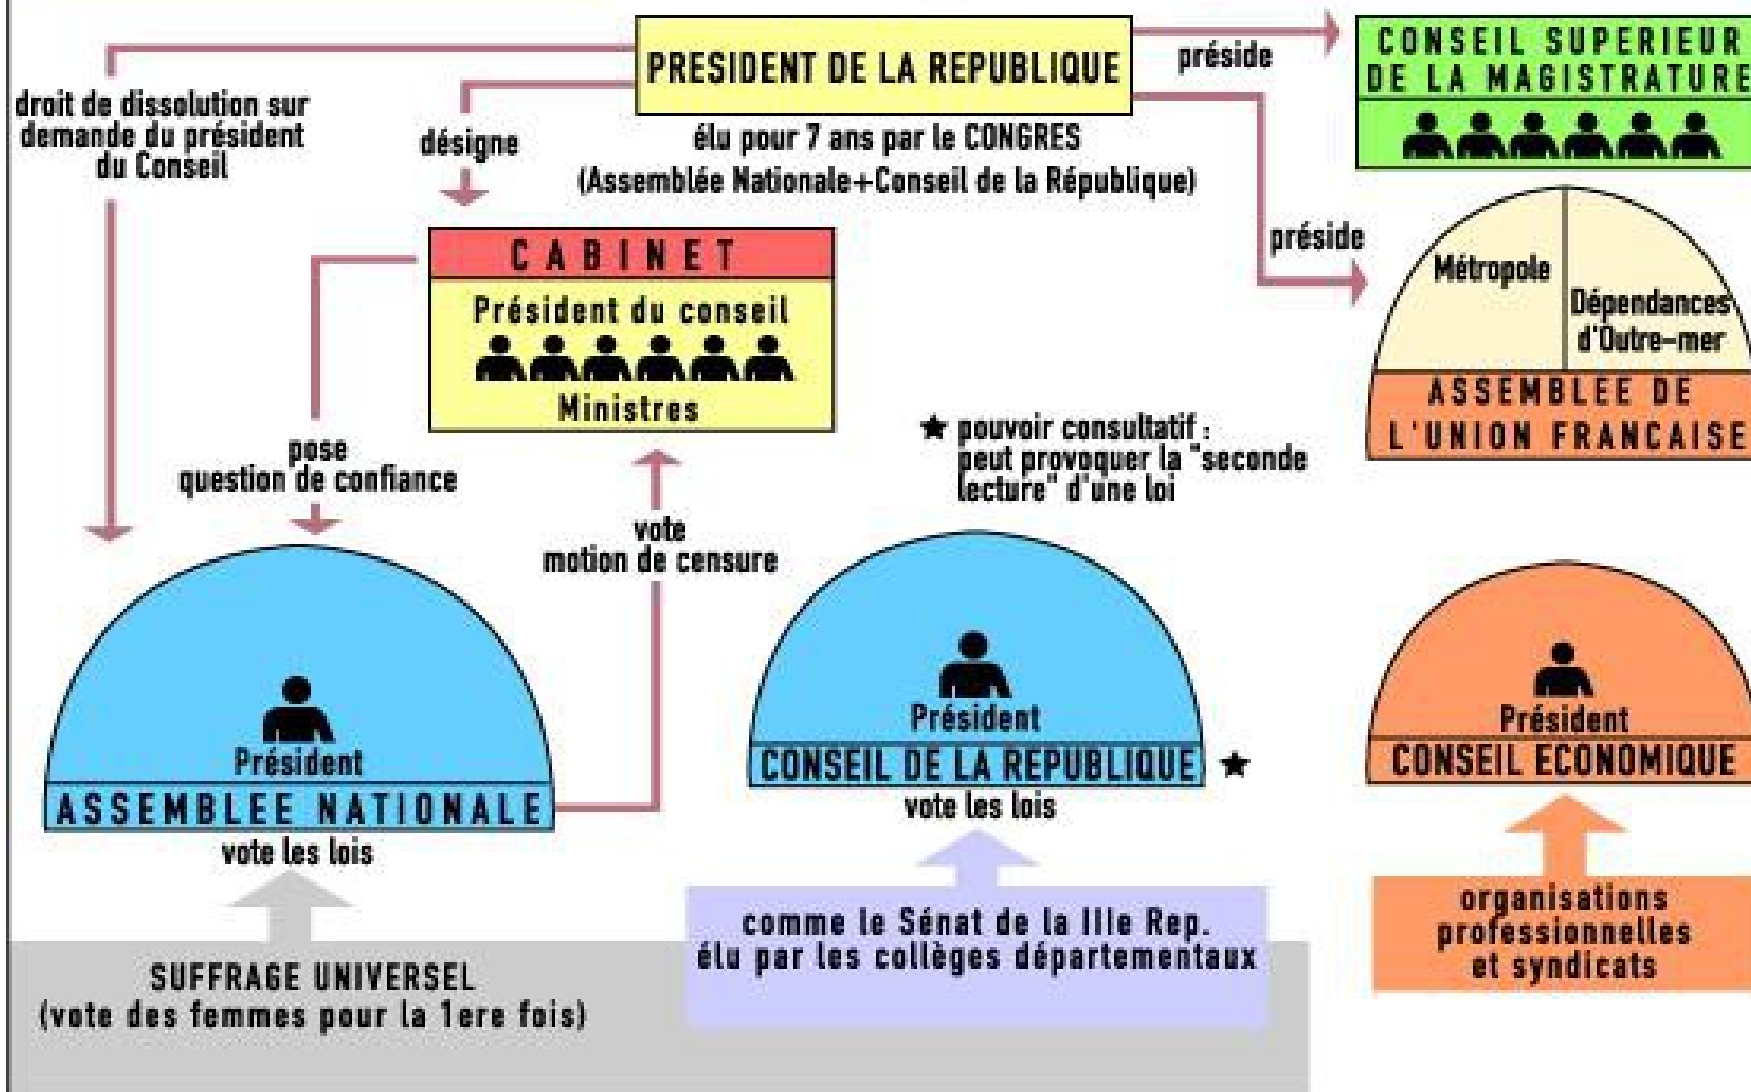 PRESIDENT DE LA REPUBLIQUE
élu pour 7 ans par le CONGRES
(Assemblée Nationale+Conseil de la République)
préside
CONSEIL SUPERIEUR
DE LA MAGISTRATURE
droit de dissolution sur
demande du président
du Conseil
désigne
préside
Métropole
Dépendances
d'Outre-mer
ASSEMBLEE DE
L'UNION FRANCAISE
CABINET
Président du conseil
Ministres
pose
question de confiance
vote
motion de censure
★ pouvoir consultatif :
peut provoquer la "seconde
lecture" d'une loi
Président
ASSEMBLEE NATIONALE
vote les lois
Président
CONSEIL DE LA REPUBLIQUE ★
vote les lois
Président
CONSEIL ECONOMIQUE
SUFFRAGE UNIVERSEL
(vote des femmes pour la 1ere fois)
comme le Sénat de la IIIe Rep.
élu par les collèges départementaux
organisations
professionnelles
et syndicats